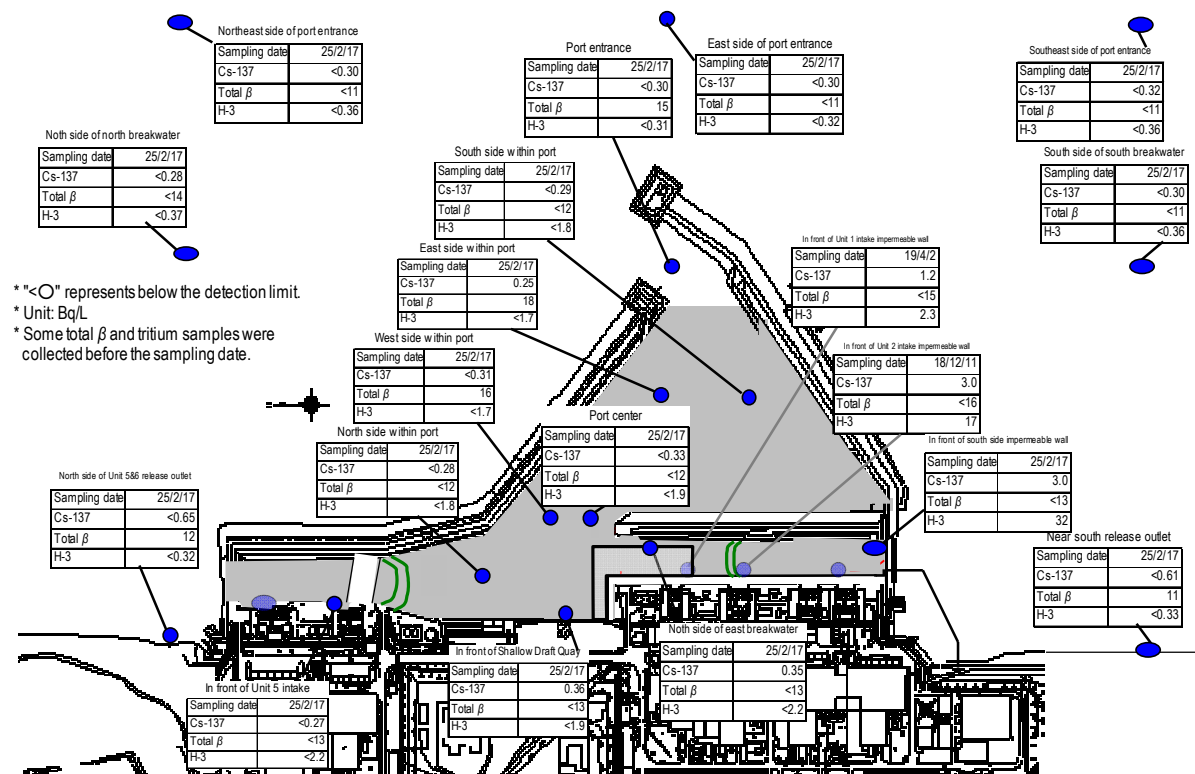 Northeast side of port entrance
Sampling date 25/2/17
Cs-137 <0.30
Total β <11
H-3 <0.36
Port entrance
Sampling date 25/2/17
Cs-137 <0.30
Total β 15
H-3 <0.31
East side of port entrance
Sampling date 25/2/17
Cs-137 <0.30
Total β <11
H-3 <0.32
Southeast side of port entrance
Sampling date 25/2/17
Cs-137 <0.32
Total β <11
H-3 <0.36
Noth side of north breakwater
Sampling date 25/2/17
Cs-137 <0.28
Total β <14
H-3 <0.37
South side within port
Sampling date 25/2/17
Cs-137 <0.29
Total β <12
H-3 <1.8
South side of south breakwater
Sampling date 25/2/17
Cs-137 <0.30
Total β <11
H-3 <0.36
East side within port
Sampling date 25/2/17
Cs-137 0.25
Total β 18
H-3 <1.7
In front of Unit 1 intake impermeable wall
Sampling date 19/4/2
Cs-137 1.2
Total β <15
H-3 2.3
* "<○" represents below the detection limit.
* Unit: Bq/L
* Some total β and tritium samples were
collected before the sampling date.
West side within port
Sampling date 25/2/17
Cs-137 <0.31
Total β 16
H-3 <1.7
In front of Unit 2 intake impermeable wall
Sampling date 18/12/11
Cs-137 3.0
Total β <16
H-3 17
Port center
Sampling date 25/2/17
Cs-137 <0.33
Total β <12
H-3 <1.9
North side within port
Sampling date 25/2/17
Cs-137 <0.28
Total β <12
H-3 <1.8
In front of south side impermeable wall
Sampling date 25/2/17
Cs-137 3.0
Total β <13
H-3 32
North side of Unit 5&6 release outlet
Sampling date 25/2/17
Cs-137 <0.65
Total β 12
H-3 <0.32
Near south release outlet
Sampling date 25/2/17
Cs-137 <0.61
Total β 11
H-3 <0.33
Noth side of east breakwater
Sampling date 25/2/17
Cs-137 0.35
Total β <13
H-3 <2.2
In front of Shallow Draft Quay
Sampling date 25/2/17
Cs-137 0.36
Total β <13
H-3 <1.9
In front of Unit 5 intake
Sampling date 25/2/17
Cs-137 <0.27
Total β <13
H-3 <2.2